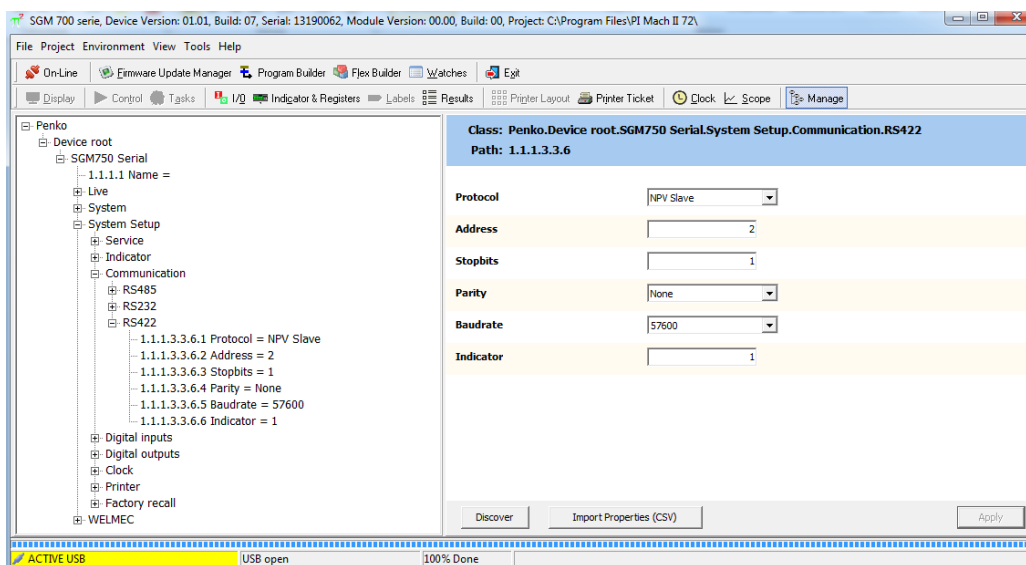 SGM 700 serie, Device Version: 01.01, Build: 07, Serial: 13190062, Module Version: 00.00, Build: 00, Project: C:\Program Files\PI Mach II 72\
File Project Environment View Tools Help
On-Line Firmware Update Manager Program Builder Flex Builder Watches Exit
Display Control Tasks I/O Indicator & Registers Labels Results Printer Layout Printer Ticket Clock Scope Manage
Penko
Device root
SGM750 Serial
1.1.1.1 Name =
Live
System
System Setup
Service
Indicator
Communication
RS485
RS232
RS422
1.1.1.3.3.6.1 Protocol = NPV Slave
1.1.1.3.3.6.2 Address = 2
1.1.1.3.3.6.3 Stopbits = 1
1.1.1.3.3.6.4 Parity = None
1.1.1.3.3.6.5 Baudrate = 57600
1.1.1.3.3.6.6 Indicator = 1
Digital inputs
Digital outputs
Clock
Printer
Factory recall
WELMEC
Class: Penko.Device root.SGM750 Serial.System Setup.Communication.RS422
Path: 1.1.1.3.3.6
Protocol NPV Slave
Address 2
Stopbits 1
Parity None
Baudrate 57600
Indicator 1
Discover Import Properties (CSV) Apply
ACTIVE USB USB open 100% Done